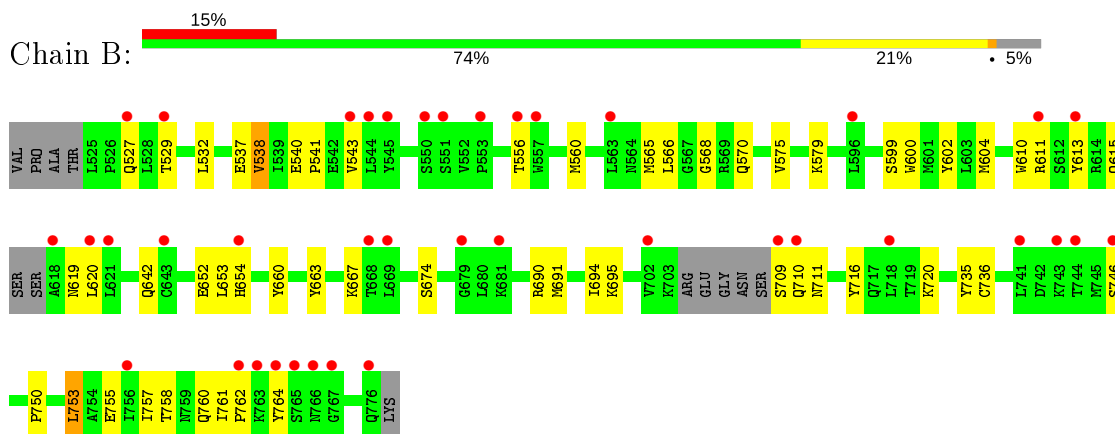 15%
Chain B:
74% 21% • 5%
VAL PRO ALA THR L525 P526 Q527 L528 T529 L532 E537 V538 I539 E540 P541 E542 V543 L544 Y545 S550 S551 V552 P553 T556 W557 M560 L563 N564 M565 L566 G567 G568 R569 Q570 V575 K579 L596 S599 W600 M601 Y602 L603 M604 W610 R611 S612 Y613 R614 Q615
SER SER A618 N619 L620 L621 Q642 C643 E652 L653 H654 Y660 Y663 K667 T668 L669 S674 G679 L680 K681 R690 M691 I694 K695 V702 K703 ARG GLU GLY ASN SER S709 Q710 N711 Y716 Q717 L718 T719 K720 Y735 C736 L741 D742 K743 T744 M745 S746
P750 L753 A754 E755 I756 I757 T758 N759 Q760 I761 P762 K763 Y764 S765 N766 G767 Q776 LYS